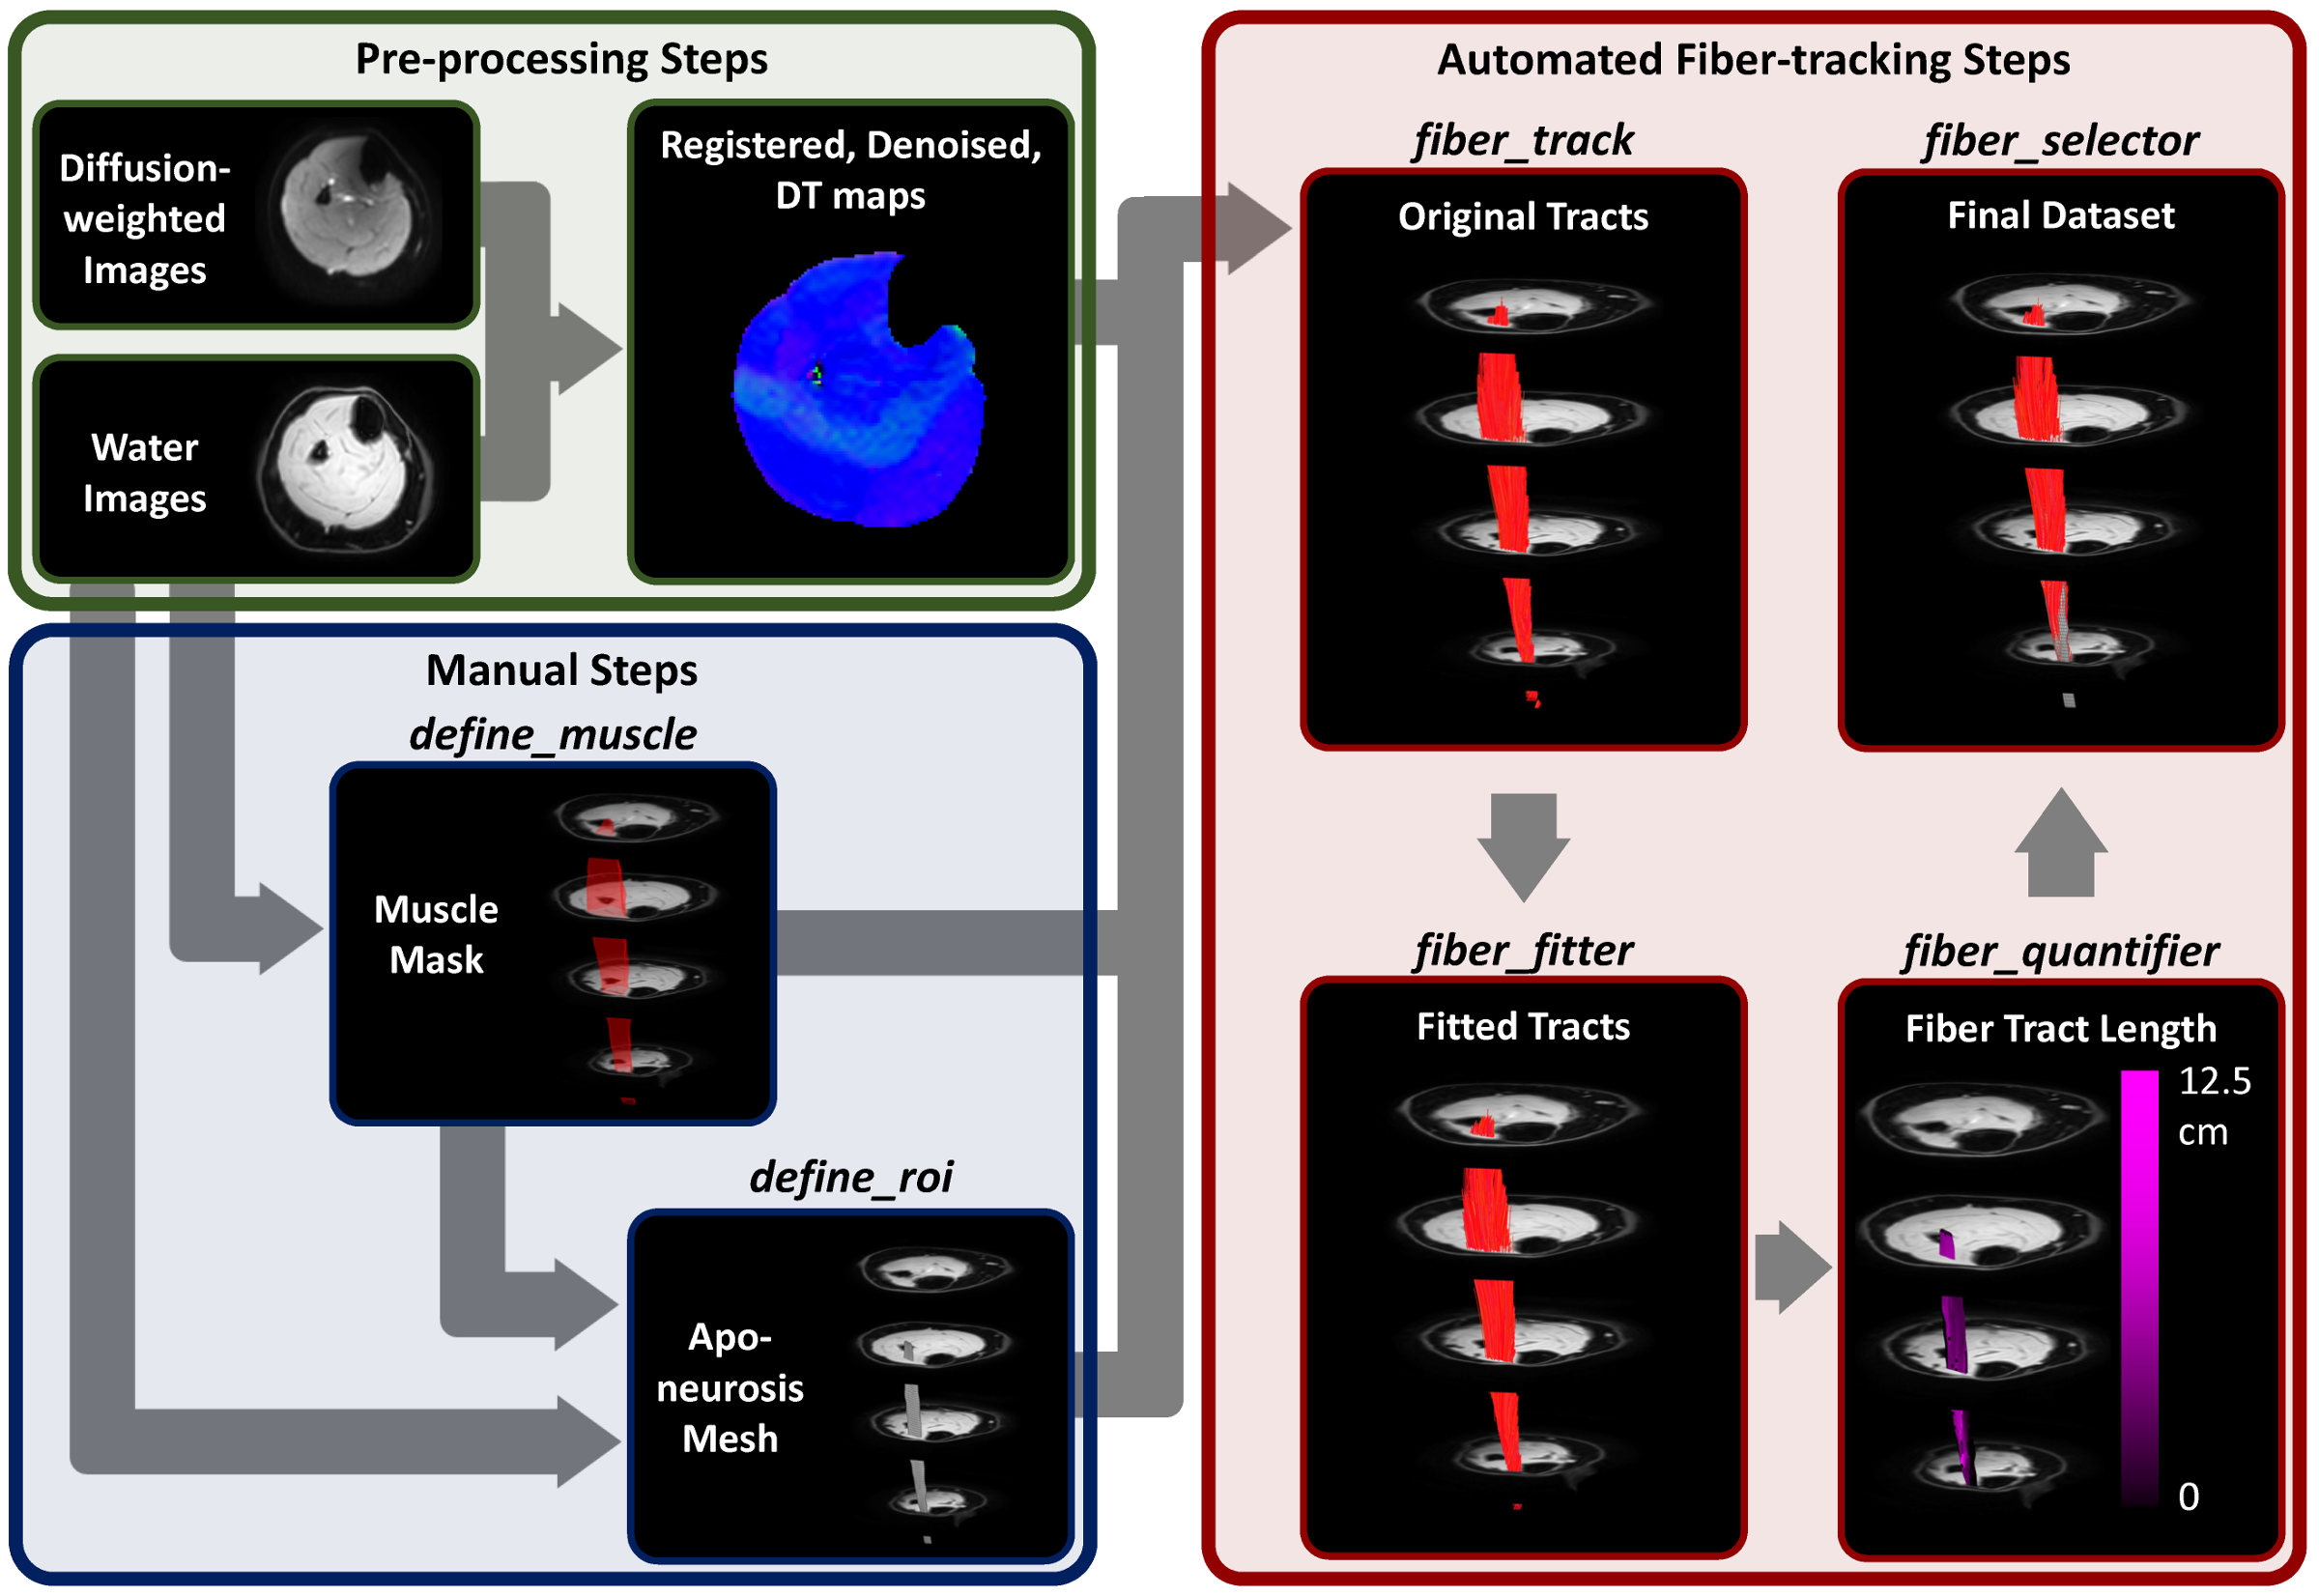 Pre-processing Steps
Diffusion-
weighted
Images
Water
Images
Registered, Denoised,
DT maps
Manual Steps
define_muscle
Muscle
Mask
define_roi
Apo-
neurosis
Mesh
Automated Fiber-tracking Steps
fiber_track
Original Tracts
fiber_selector
Final Dataset
fiber_fitter
Fitted Tracts
fiber_quantifier
Fiber Tract Length
12.5
cm
0